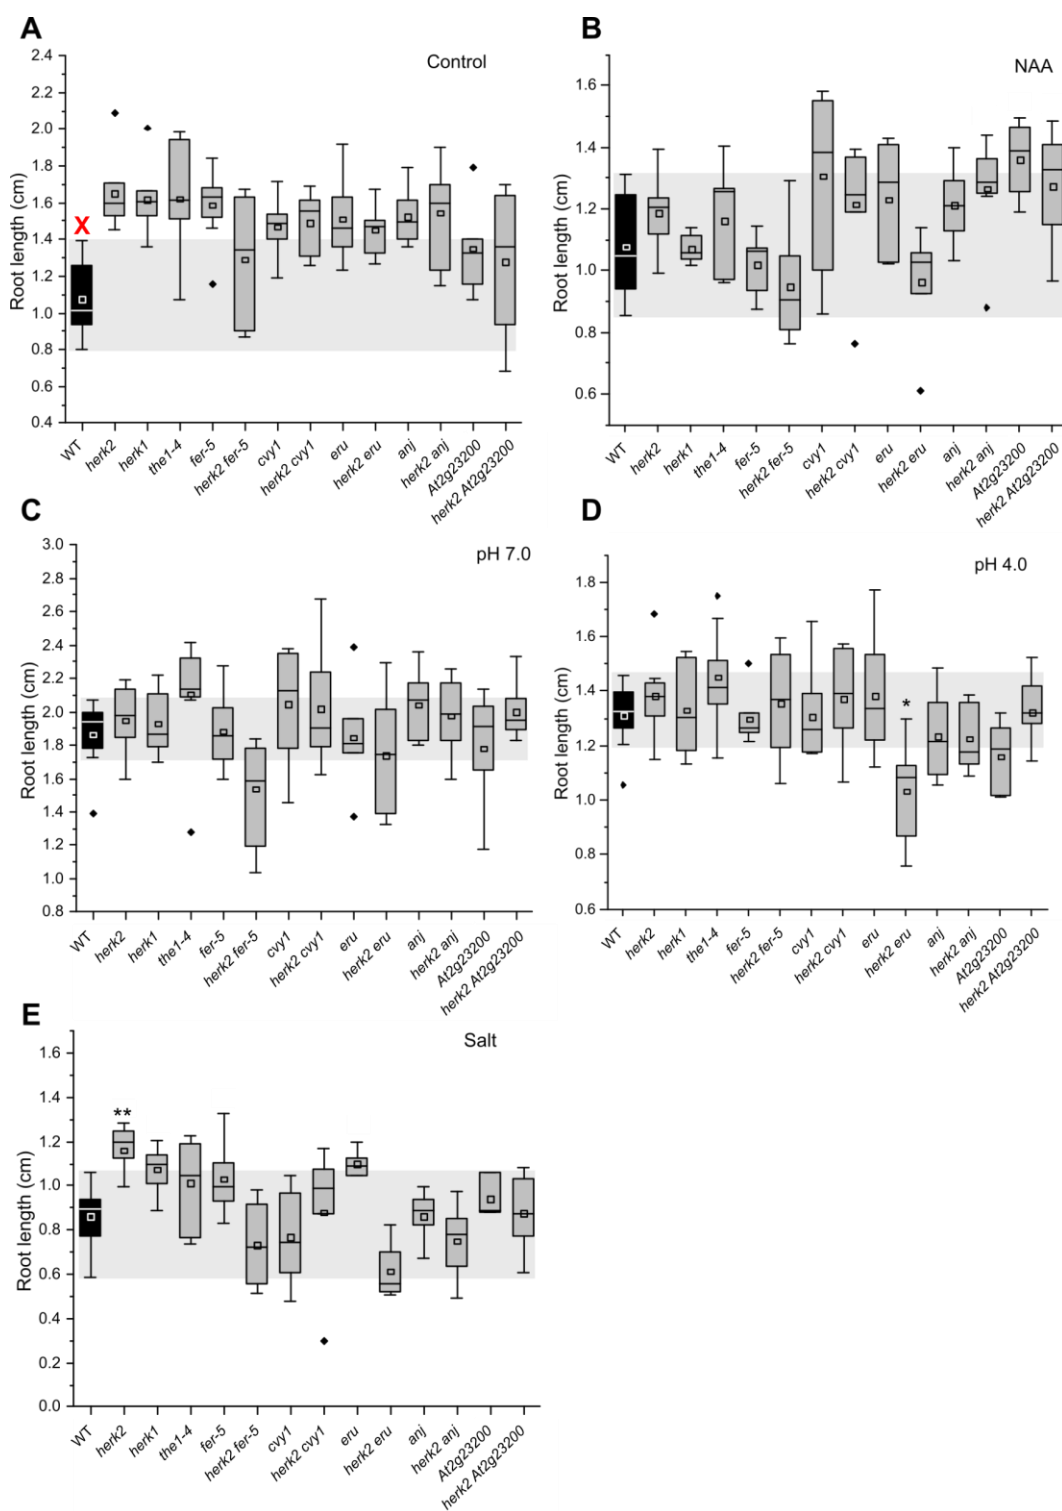 A
Control
Root length (cm)
2.4
2.2
2.0
1.8
1.6
1.4
1.2
1.0
0.8
0.6
0.4
X
WT
herk2
herk1
the1-4
fer-5
herk2 fer-5
cvy1
herk2 cvy1
eru
herk2 eru
anj
herk2 anj
At2g23200
herk2 At2g23200
B
NAA
Root length (cm)
1.6
1.4
1.2
1.0
0.8
0.6
WT
herk2
herk1
the1-4
fer-5
herk2 fer-5
cvy1
herk2 cvy1
eru
herk2 eru
anj
herk2 anj
At2g23200
herk2 At2g23200
C
pH 7.0
Root length (cm)
3.0
2.8
2.6
2.4
2.2
2.0
1.8
1.6
1.4
1.2
1.0
0.8
WT
herk2
herk1
the1-4
fer-5
herk2 fer-5
cvy1
herk2 cvy1
eru
herk2 eru
anj
herk2 anj
At2g23200
herk2 At2g23200
D
pH 4.0
Root length (cm)
1.8
1.6
1.4
1.2
1.0
0.8
0.6
*
WT
herk2
herk1
the1-4
fer-5
herk2 fer-5
cvy1
herk2 cvy1
eru
herk2 eru
anj
herk2 anj
At2g23200
herk2 At2g23200
E
Salt
Root length (cm)
1.6
1.4
1.2
1.0
0.8
0.6
0.4
0.2
0.0
**
WT
herk2
herk1
the1-4
fer-5
herk2 fer-5
cvy1
herk2 cvy1
eru
herk2 eru
anj
herk2 anj
At2g23200
herk2 At2g23200